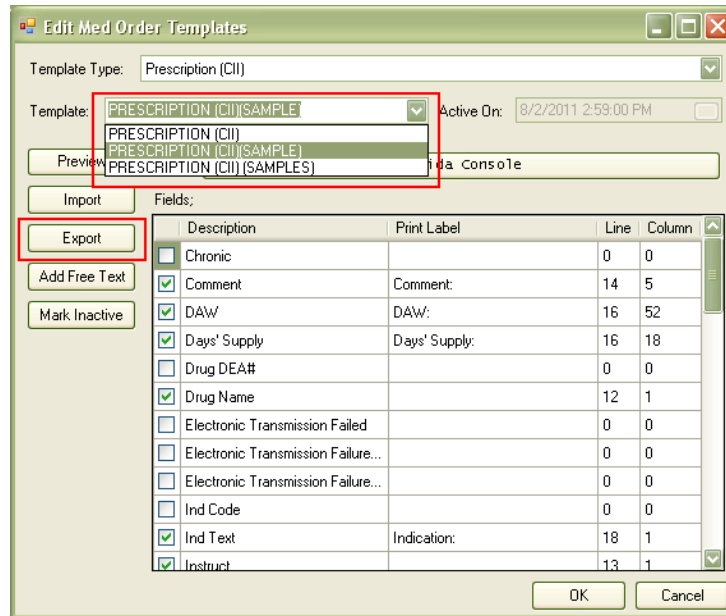 Edit Med Order Templates
Template Type: Prescription (CII)
Template: PRESCRIPTION (CII)(SAMPLE) Active On: 8/2/2011 2:59:00 PM
PRESCRIPTION (CII)
PRESCRIPTION (CII)(SAMPLE)
PRESCRIPTION (CII) (SAMPLES)
Console
Import Fields;
Export
Add Free Text
Mark Inactive
Description Print Label Line Column
Chronic 0 0
Comment Comment: 14 5
DAW DAW: 16 52
Days' Supply Days' Supply: 16 18
Drug DEA# 0 0
Drug Name 12 1
Electronic Transmission Failed 0 0
Electronic Transmission Failure... 0 0
Electronic Transmission Failure... 0 0
Ind Code 0 0
Ind Text Indication: 18 1
Instruct 13 1
OK Cancel